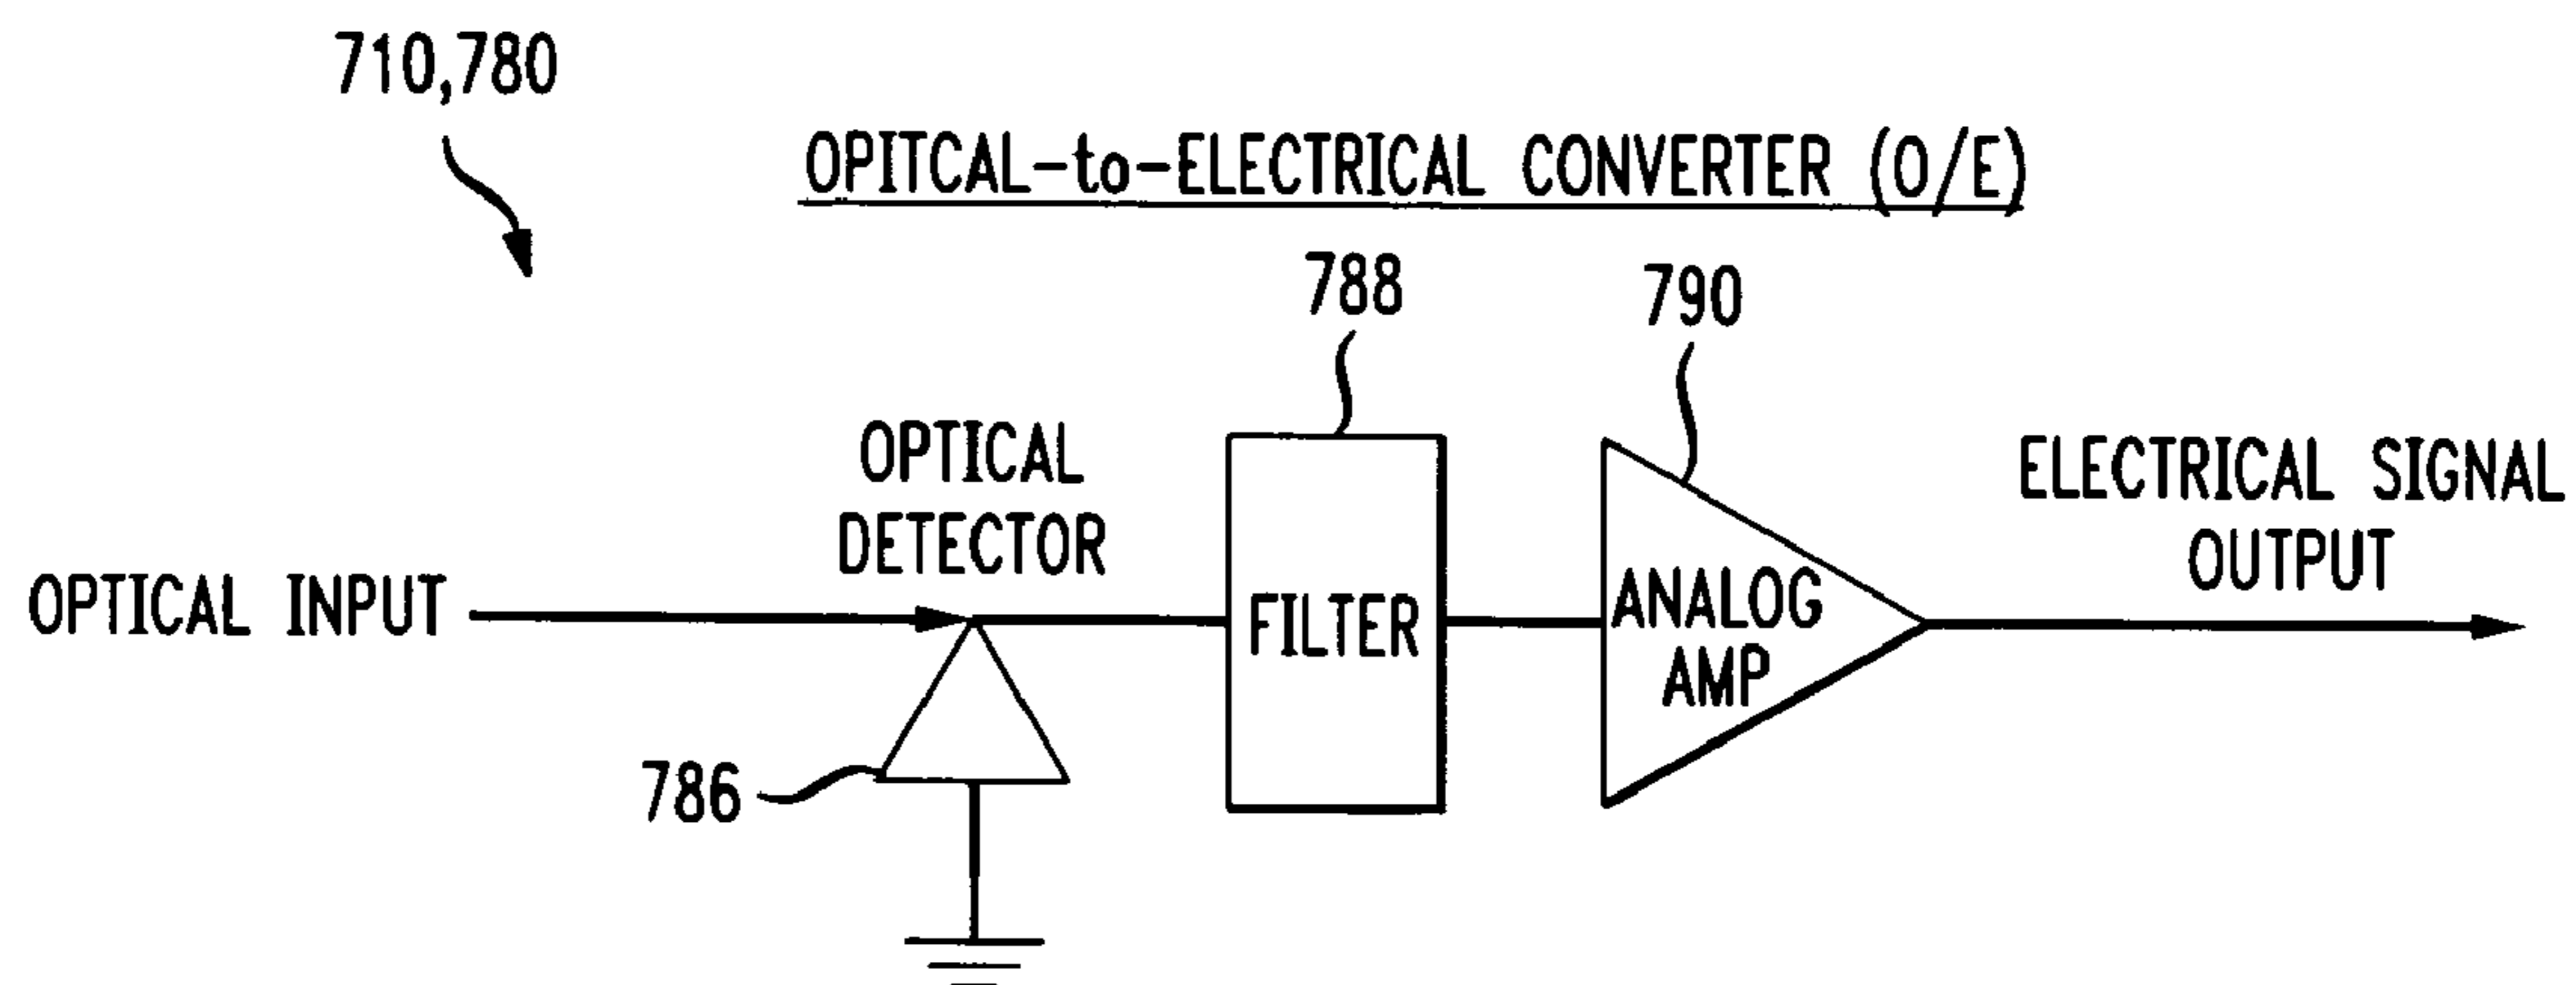 710,780
OPITCAL-to-ELECTRICAL CONVERTER (O/E)
788
790
OPTICAL
DETECTOR
ELECTRICAL SIGNAL
OUTPUT
OPTICAL INPUT
FILTER
ANALOG
AMP
786